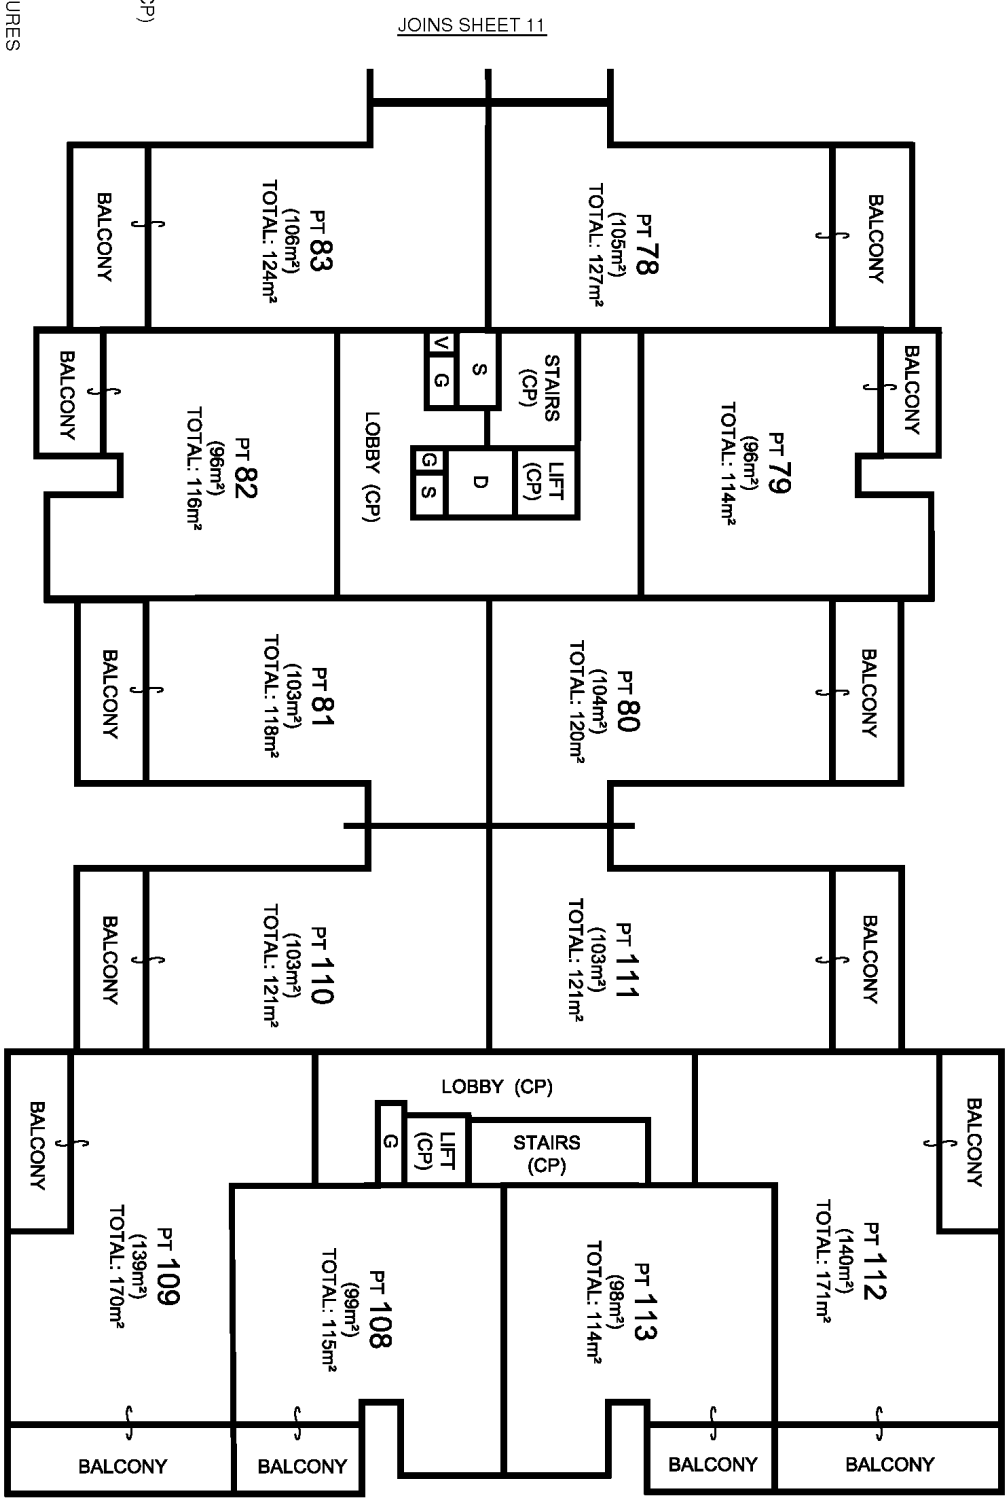 CP)
URES
JOINS SHEET 11
BALCONY
PT 83
(106m²)
TOTAL: 124m²
PT 78
(105m²)
TOTAL: 127m²
BALCONY
BALCONY
PT 82
(96m²)
TOTAL: 116m²
V
G
S
STAIRS
(CP)
LOBBY (CP)
G
S
D
LIFT
(CP)
PT 79
(96m²)
TOTAL: 114m²
BALCONY
BALCONY
PT 81
(103m²)
TOTAL: 118m²
PT 80
(104m²)
TOTAL: 120m²
BALCONY
BALCONY
PT 110
(103m²)
TOTAL: 121m²
PT 111
(103m²)
TOTAL: 121m²
BALCONY
BALCONY
PT 109
(139m²)
TOTAL: 170m²
LOBBY (CP)
G
LIFT
(CP)
STAIRS
(CP)
BALCONY
PT 112
(140m²)
TOTAL: 171m²
PT 108
(99m²)
TOTAL: 115m²
PT 113
(98m²)
TOTAL: 114m²
BALCONY
BALCONY
BALCONY
BALCONY